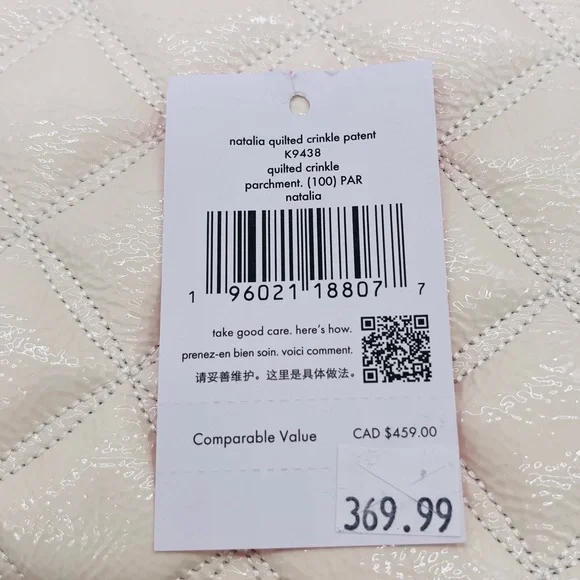 natalia quilted crinkle patent
K9438
quilted crinkle
parchment. (100) PAR
natalia
1 96021 18807 7
take good care. here's how.
prenez-en bien soin. voici comment.
请妥善维护。这里是具体做法。
Comparable Value CAD $459.00
369.99